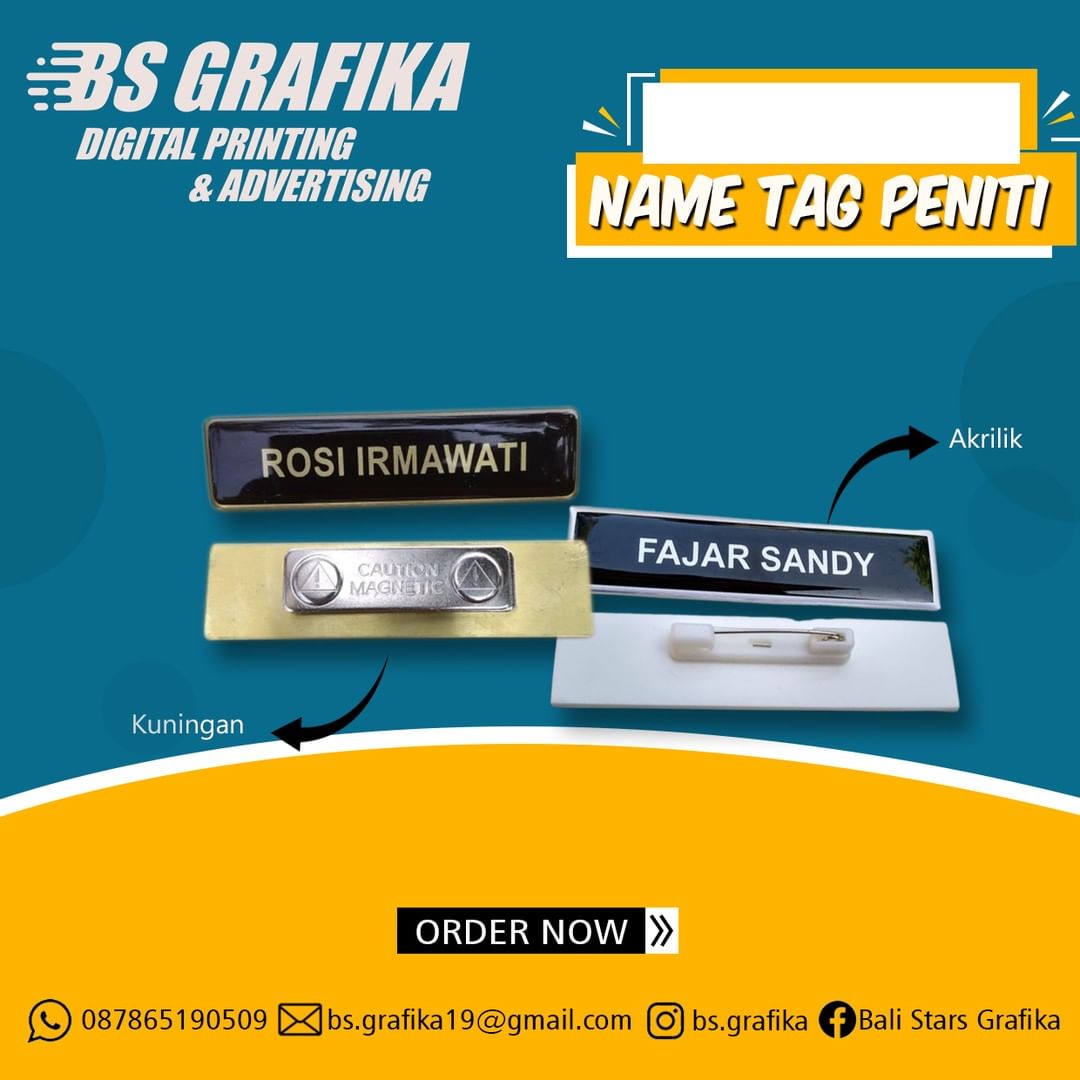 BS GRAFIKA
DIGITAL PRINTING
& ADVERTISING
NAME TAG PENITI
ROSI IRMAWATI
CAUTION
MAGNETIC
Akrilik
FAJAR SANDY
Kuningan
ORDER NOW
087865190509 bs.grafika19@gmail.com bs.grafika Bali Stars Grafika